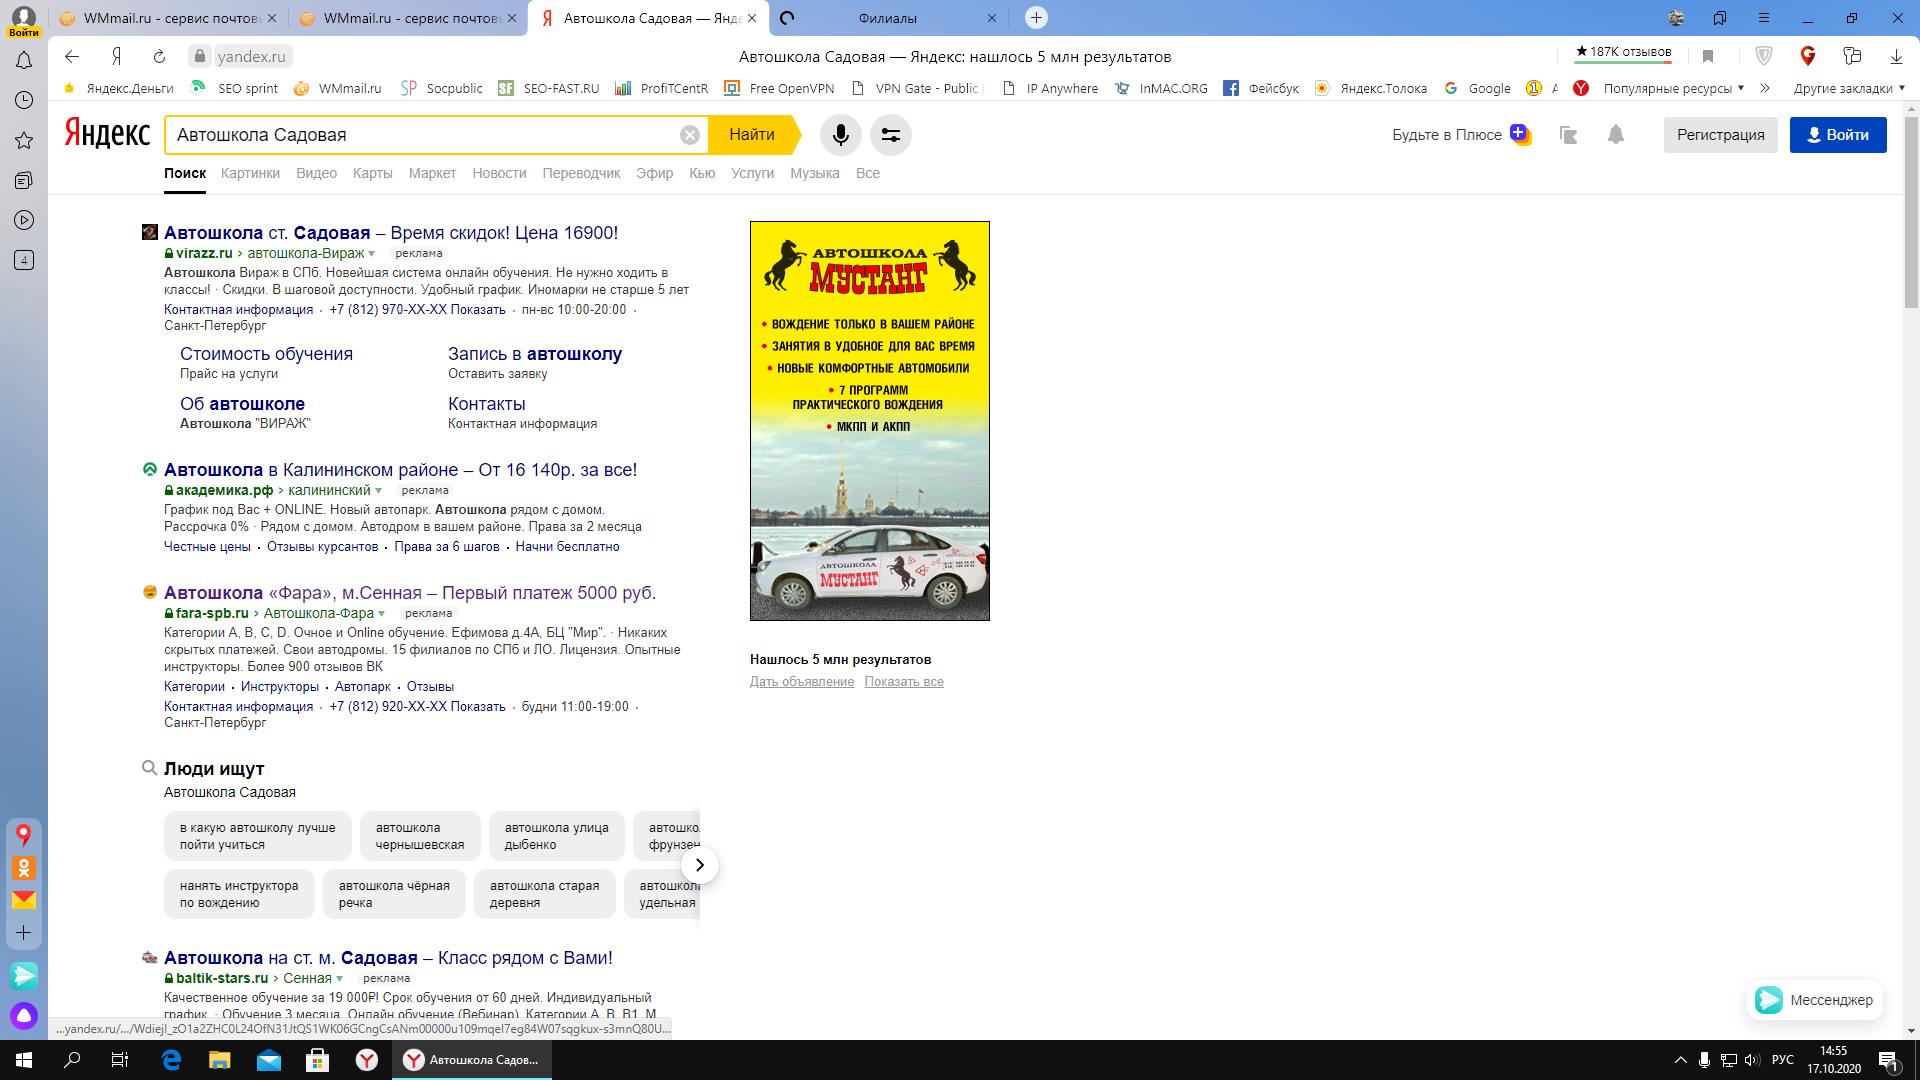 WMmail.ru - сервис почтовы
WMmail.ru - сервис почтовы
Автошкола Садовая — Янде
Филиалы
Войти
yandex.ru
Автошкола Садовая — Яндекс: нашлось 5 млн результатов
★187К отзывов
Яндекс.Деньги
SEO sprint
WMmail.ru
Socpublic
SEO-FAST.RU
ProfiTCentR
Free OpenVPN
VPN Gate - Public
IP Anywhere
InMAC.ORG
Фейсбук
Яндекс.Толока
Google
Популярные ресурсы
Другие закладки
4
Яндекс
Автошкола Садовая
Найти
Будьте в Плюсе
Регистрация
Войти
Поиск Картинки Видео Карты Маркет Новости Переводчик Эфир Кью Услуги Музыка Все
Автошкола ст. Садовая – Время скидок! Цена 16900!
virazz.ru › автошкола-Вираж реклама
Автошкола Вираж в СПб. Новейшая система онлайн обучения. Не нужно ходить в
классы! · Скидки. В шаговой доступности. Удобный график. Иномарки не старше 5 лет
Контактная информация · +7 (812) 970-XX-XX Показать · пн-вс 10:00-20:00 ·
Санкт-Петербург
Стоимость обучения
Прайс на услуги
Запись в автошколу
Оставить заявку
Об автошколе
Автошкола "ВИРАЖ"
Контакты
Контактная информация
Автошкола в Калининском районе – От 16 140р. за все!
академика.рф › калининский реклама
График под Вас + ONLINE. Новый автопарк. Автошкола рядом с домом.
Рассрочка 0% · Рядом с домом. Автодром в вашем районе. Права за 2 месяца
Честные цены · Отзывы курсантов · Права за 6 шагов · Начни бесплатно
Автошкола «Фара», м.Сенная – Первый платеж 5000 руб.
fara-spb.ru › Автошкола-Фара реклама
Категории А, В, С, D. Очное и Online обучение. Ефимова д.4А, БЦ "Мир". · Никаких
скрытых платежей. Свои автодромы. 15 филиалов по СПб и ЛО. Лицензия. Опытные
инструкторы. Более 900 отзывов ВК
Категории · Инструкторы · Автопарк · Отзывы
Контактная информация · +7 (812) 920-XX-XX Показать · будни 11:00-19:00 ·
Санкт-Петербург
Люди ищут
Автошкола Садовая
в какую автошколу лучше
пойти учиться
автошкола
чернышевская
автошкола улица
дыбенко
автошко
фрунзен
нанять инструктора
по вождению
автошкола чёрная
речка
автошкола старая
деревня
автошкола
удельная
Автошкола на ст. м. Садовая – Класс рядом с Вами!
baltik-stars.ru › Сенная реклама
Качественное обучение за 19 000₽! Срок обучения от 60 дней. Индивидуальный
график. · Обучение 3 месяца. Онлайн обучение (Вебинар). Категории А, В, В1, М.
АВТОШКОЛА
МУСТАНГ
• ВОЖДЕНИЕ ТОЛЬКО В ВАШЕМ РАЙОНЕ
• ЗАНЯТИЯ В УДОБНОЕ ДЛЯ ВАС ВРЕМЯ
• НОВЫЕ КОМФОРТНЫЕ АВТОМОБИЛИ
• 7 ПРОГРАММ
ПРАКТИЧЕСКОГО ВОЖДЕНИЯ
• МКПП И АКПП
АВТОШКОЛА
МУСТАНГ
Нашлось 5 млн результатов
Дать объявление Показать все
Мессенджер
Автошкола Садов...
РУС
14:55
17.10.2020
1